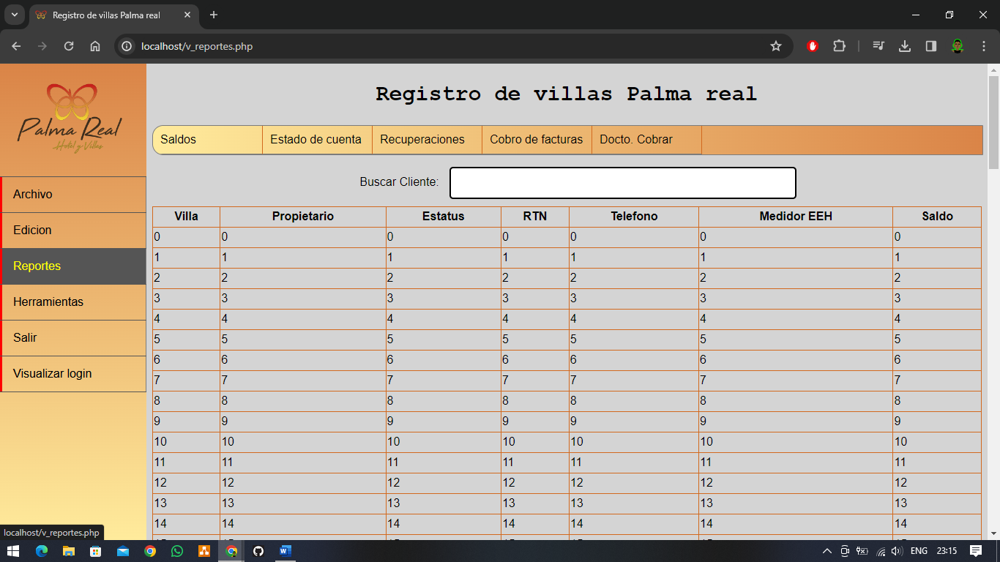 Registro de villas Palma real
localhost/v_reportes.php
Palma Real
Hotel y Villas
Archivo
Edicion
Reportes
Herramientas
Salir
Visualizar login
Registro de villas Palma real
Saldos Estado de cuenta Recuperaciones Cobro de facturas Docto. Cobrar
Buscar Cliente:
Villa Propietario Estatus RTN Telefono Medidor EEH Saldo
0 0 0 0 0 0 0
1 1 1 1 1 1 1
2 2 2 2 2 2 2
3 3 3 3 3 3 3
4 4 4 4 4 4 4
5 5 5 5 5 5 5
6 6 6 6 6 6 6
7 7 7 7 7 7 7
8 8 8 8 8 8 8
9 9 9 9 9 9 9
10 10 10 10 10 10 10
11 11 11 11 11 11 11
12 12 12 12 12 12 12
13 13 13 13 13 13 13
14 14 14 14 14 14 14
localhost/v_reportes.php
ENG 23:15